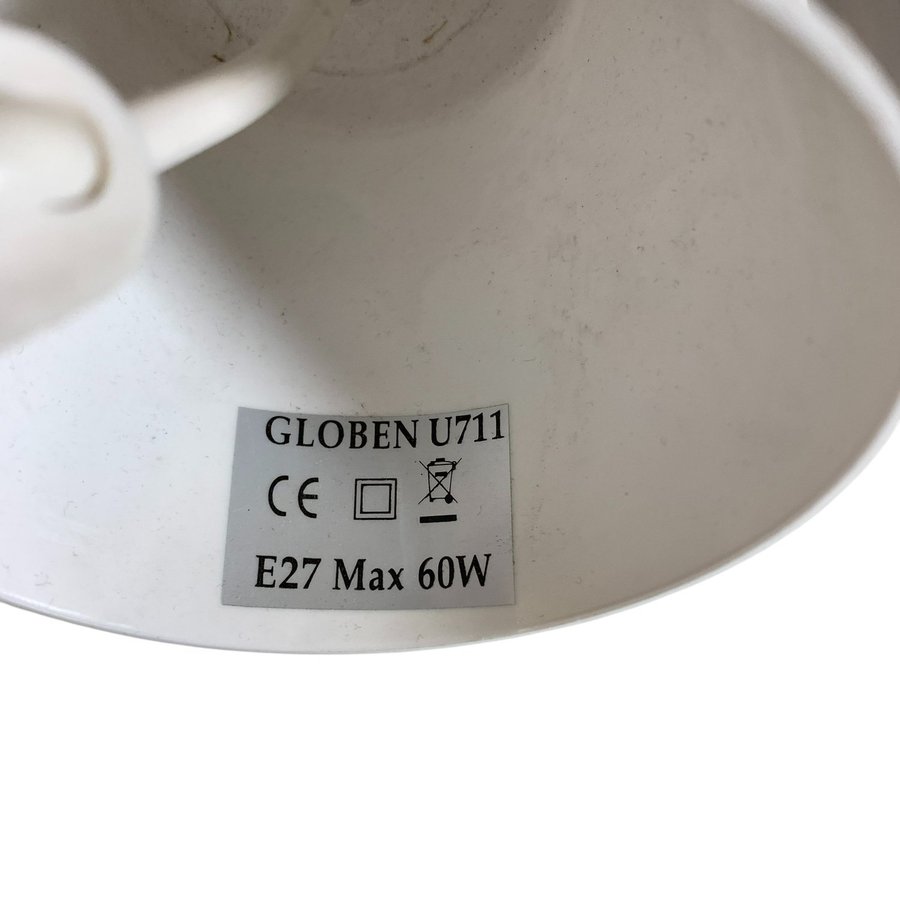 GLOBEN U711
CE
E27 Max 60W